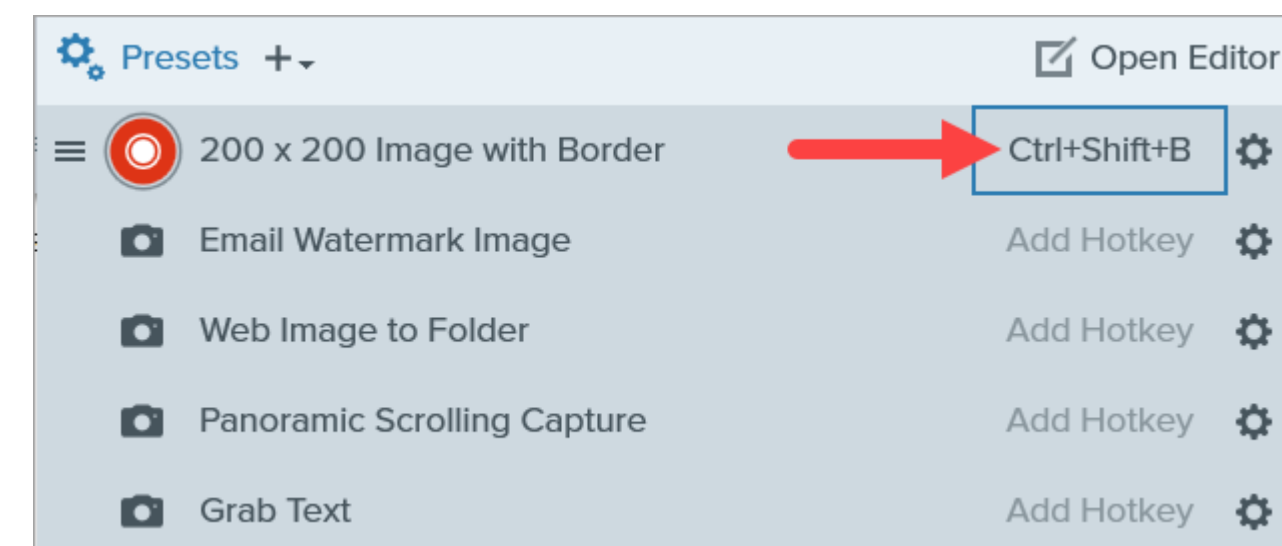 Presets Open Editor
200 x 200 Image with Border Ctrl+Shift+B
Email Watermark Image Add Hotkey
Web Image to Folder Add Hotkey
Panoramic Scrolling Capture Add Hotkey
Grab Text Add Hotkey